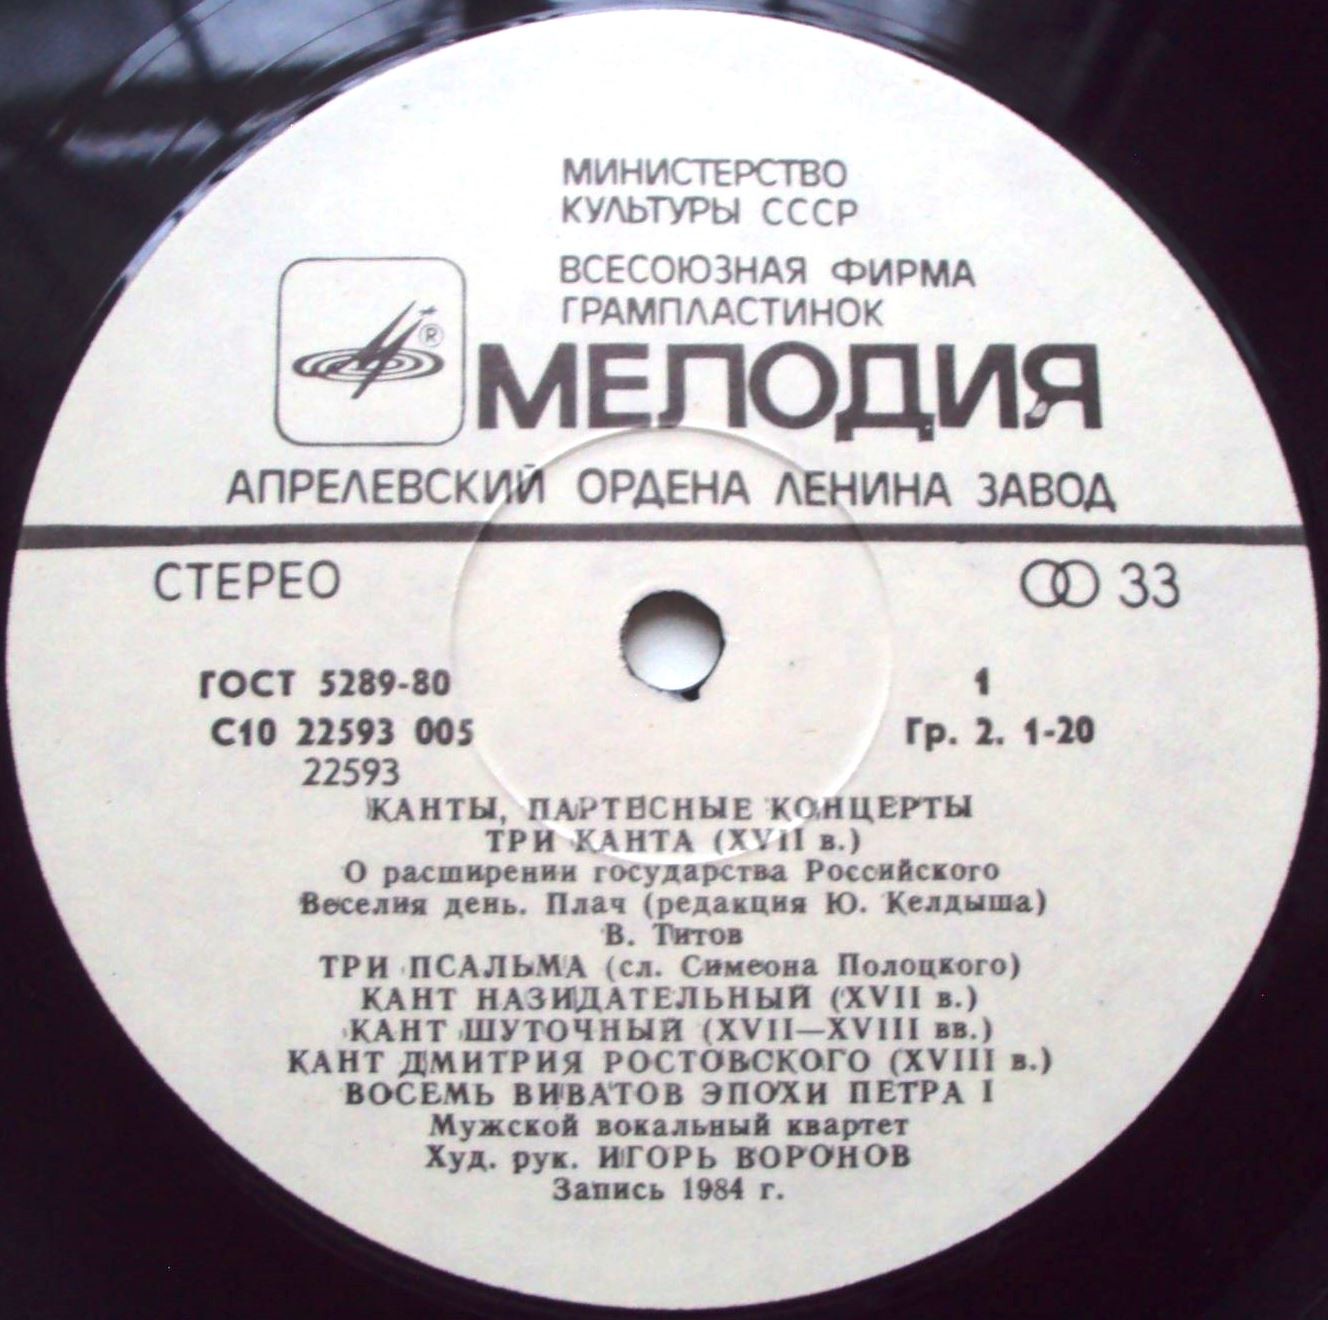 МИНИСТЕРСТВО
КУЛЬТУРЫ СССР
ВСЕСОЮЗНАЯ ФИРМА
ГРАМПЛАСТИНОК
®
МЕЛОДИЯ
АПРЕЛЕВСКИЙ ОРДЕНА ЛЕНИНА ЗАВОД
СТЕРЕО 33
ГОСТ 5289-80 1
С10 22593 005 Гр. 2. 1-20
22593
КАНТЫ, ПАРТЕСНЫЕ КОНЦЕРТЫ
ТРИ КАНТА (XVII в.)
О расширении государства Российского
Веселия день. Плач (редакция Ю. Келдыша)
В. Титов
ТРИ ПСАЛЬМА (сл. Симеона Полоцкого)
КАНТ НАЗИДАТЕЛЬНЫЙ (XVII в.)
КАНТ ШУТОЧНЫЙ (XVII—XVIII вв.)
КАНТ ДМИТРИЯ РОСТОВСКОГО (XVIII в.)
ВОСЕМЬ ВИВАТОВ ЭПОХИ ПЕТРА I
Мужской вокальный квартет
Худ. рук. ИГОРЬ ВОРОНОВ
Запись 1984 г.